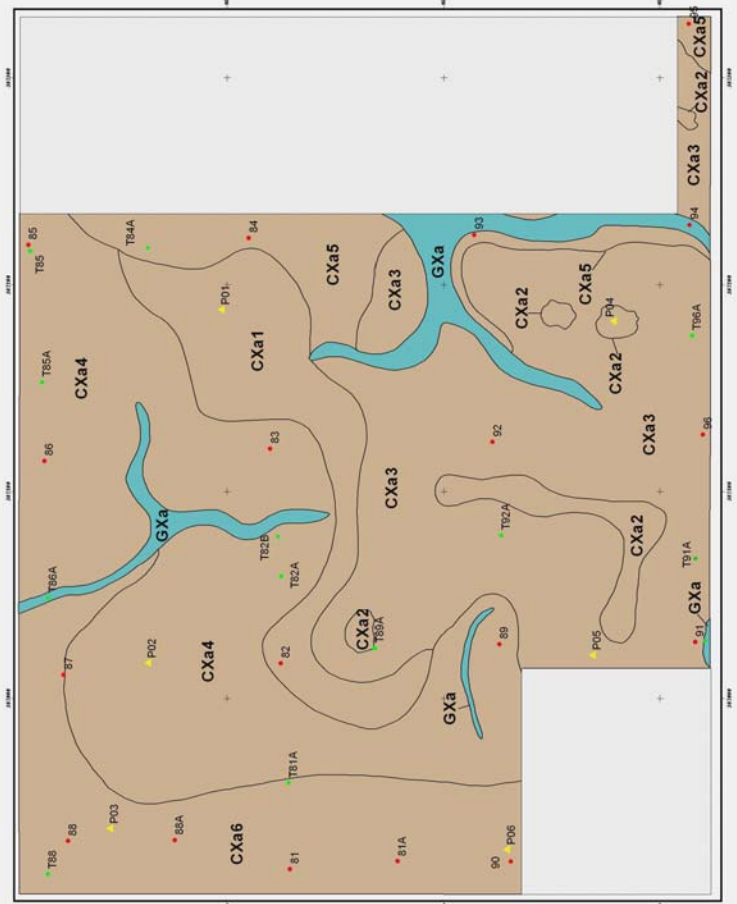 95
CXa5
CXa2
CXa3
94
85
T85
T84A
84
93
CXa5
CXa3
GXa
CXa2
CXa5
P04
P01
CXa1
CXa2
T96A
T85A
CXa4
86
83
92
CXa3
96
CXa3
GXa
T82B
T82A
T92A
CXa2
T91A
GXa
T86A
87
P02
CXa4
82
CXa2
T89A
89
P05
91
GXa
T81A
88
T88
P03
88A
CXa6
81
81A
90
P06